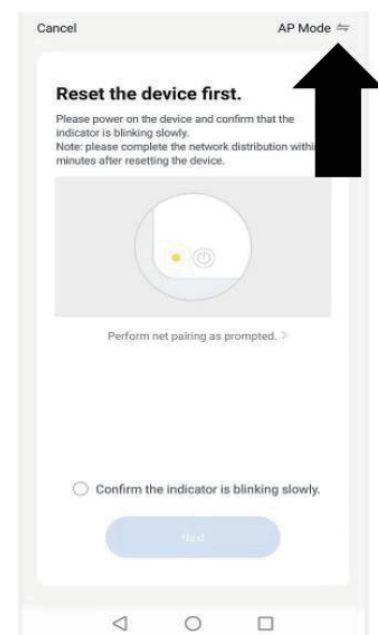 Cancel
AP Mode
Reset the device first.
Please power on the device and confirm that the
indicator is blinking slowly.
Note: please complete the network distribution
minutes after resetting the device.
Perform net pairing as prompted. >
Confirm the indicator is blinking slowly.
Next